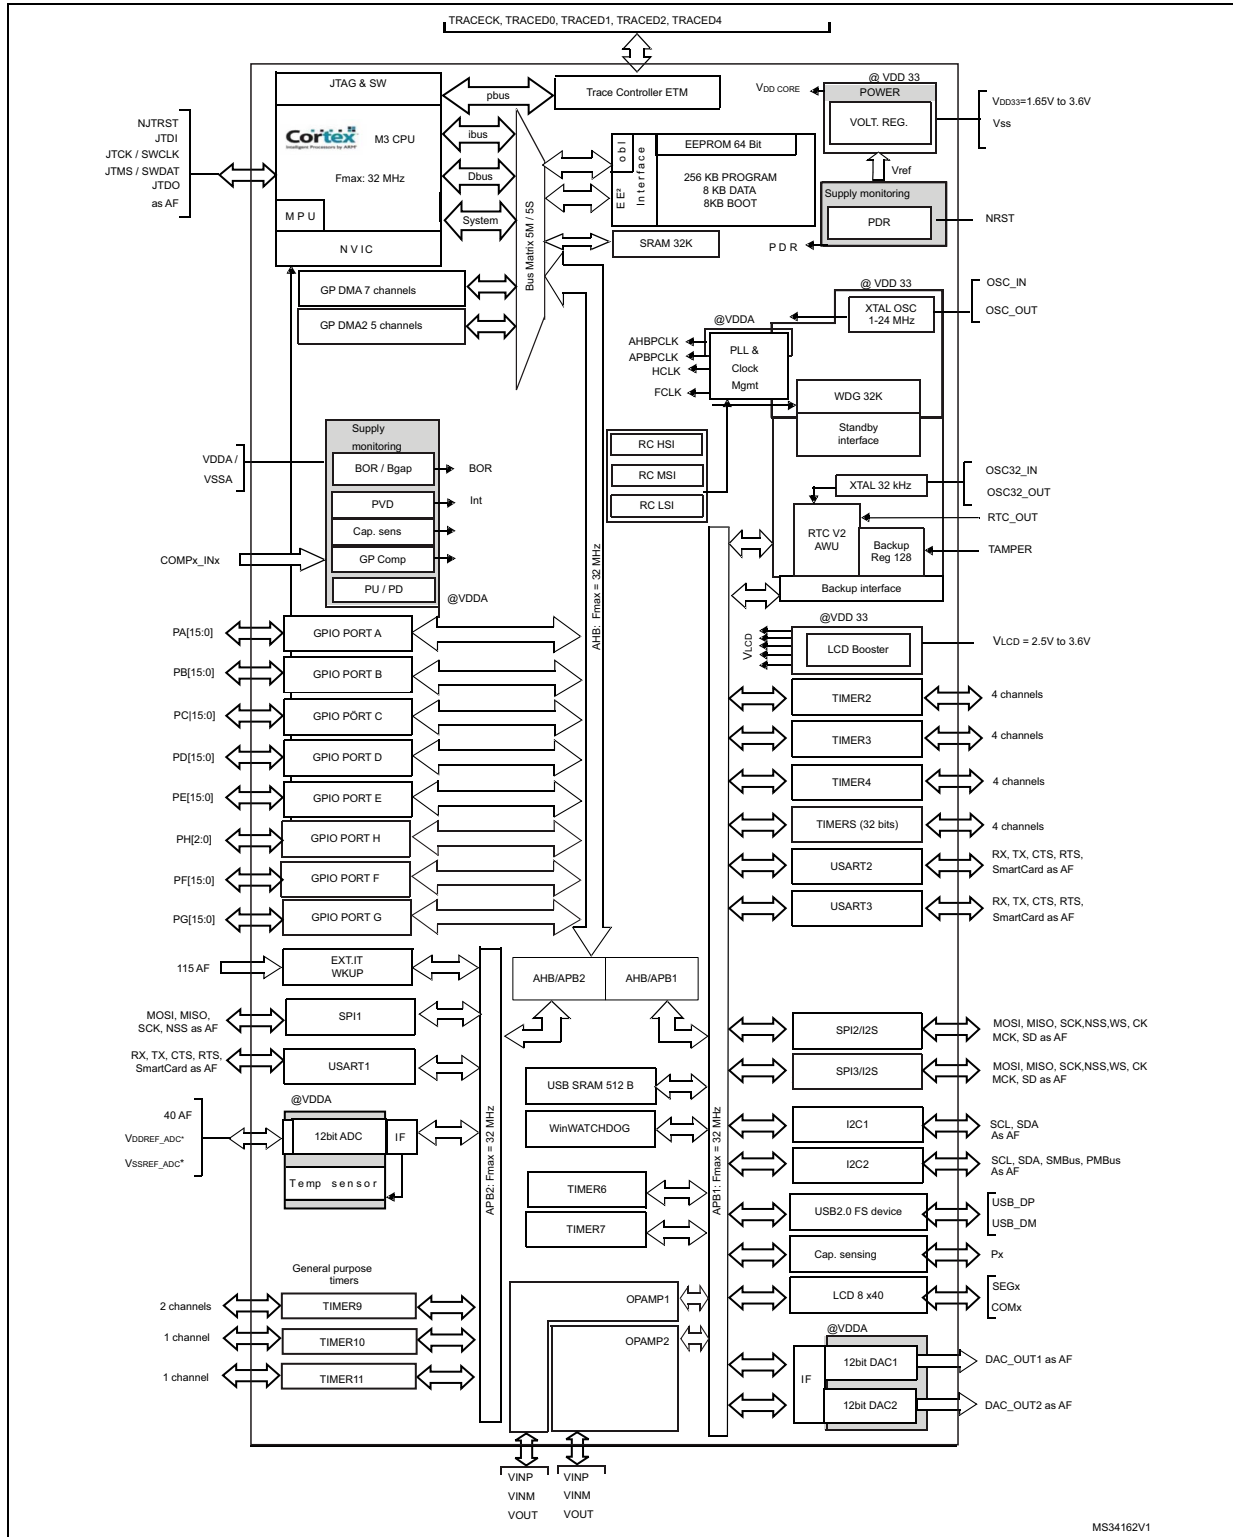 TRACECK, TRACED0, TRACED1, TRACED2, TRACED4
JTAG & SW
pbus
Trace Controller ETM
@ VDD 33
VDD CORE
POWER
VOLT. REG.
VDD33=1.65V to 3.6V
Vss
NJTRST
JTDI
JTCK / SWCLK
JTMS / SWDAT
JTDO
as AF
Cortex
Intelligent Processors by ARM
M3 CPU
Fmax: 32 MHz
ibus
Dbus
System
M P U
N V I C
Bus Matrix 5M / 5S
obl
EE² Interface
EEPROM 64 Bit
256 KB PROGRAM
8 KB DATA
8KB BOOT
SRAM 32K
Vref
Supply monitoring
PDR
NRST
P D R
GP DMA 7 channels
GP DMA2 5 channels
@ VDD 33
XTAL OSC
1-24 MHz
OSC_IN
OSC_OUT
@VDDA
AHBPCLK
APBPCLK
HCLK
FCLK
PLL &
Clock
Mgmt
WDG 32K
Standby
interface
RC HSI
RC MSI
RC LSI
XTAL 32 kHz
OSC32_IN
OSC32_OUT
RTC V2
AWU
RTC_OUT
Backup
Reg 128
TAMPER
Backup interface
Supply
monitoring
VDDA /
VSSA
BOR / Bgap
BOR
PVD
Int
Cap. sens
COMPx_INx
GP Comp
PU / PD
@VDDA
AHB: Fmax = 32 MHz
@VDD 33
VLCD
LCD Booster
VLCD = 2.5V to 3.6V
PA[15:0]
GPIO PORT A
PB[15:0]
GPIO PORT B
PC|15:0]
GPIO PÖRT C
PD[15:0]
GPIO PORT D
PE[15:0]
GPIO PORT E
PH[2:0]
GPIO PORT H
PF[15:0]
GPIO PORT F
PG[15:0]
GPIO PORT G
TIMER2
4 channels
TIMER3
4 channels
TIMER4
4 channels
TIMERS (32 bits)
4 channels
USART2
RX, TX, CTS, RTS,
SmartCard as AF
USART3
RX, TX, CTS, RTS,
SmartCard as AF
115 AF
EXT.IT
WKUP
AHB/APB2
AHB/APB1
MOSI, MISO,
SCK, NSS as AF
SPI1
RX, TX, CTS, RTS,
SmartCard as AF
USART1
SPI2/I2S
MOSI, MISO, SCK,NSS,WS, CK
MCK, SD as AF
SPI3/I2S
MOSI, MISO, SCK,NSS,WS, CK
MCK, SD as AF
USB SRAM 512 B
WinWATCHDOG
@VDDA
40 AF
VDDREF_ADC*
VSSREF_ADC*
12bit ADC
IF
Temp sensor
APB2: Fmax = 32 MHz
APB1: Fmax = 32 MHz
I2C1
SCL, SDA
As AF
I2C2
SCL, SDA, SMBus, PMBus
As AF
TIMER6
TIMER7
USB2.0 FS device
USB_DP
USB_DM
Cap. sensing
Px
LCD 8 x40
SEGx
COMx
General purpose
timers
2 channels
TIMER9
1 channel
TIMER10
1 channel
TIMER11
OPAMP1
OPAMP2
@VDDA
IF
12bit DAC1
DAC_OUT1 as AF
12bit DAC2
DAC_OUT2 as AF
VINP
VINM
VOUT
VINP
VINM
VOUT
MS34162V1